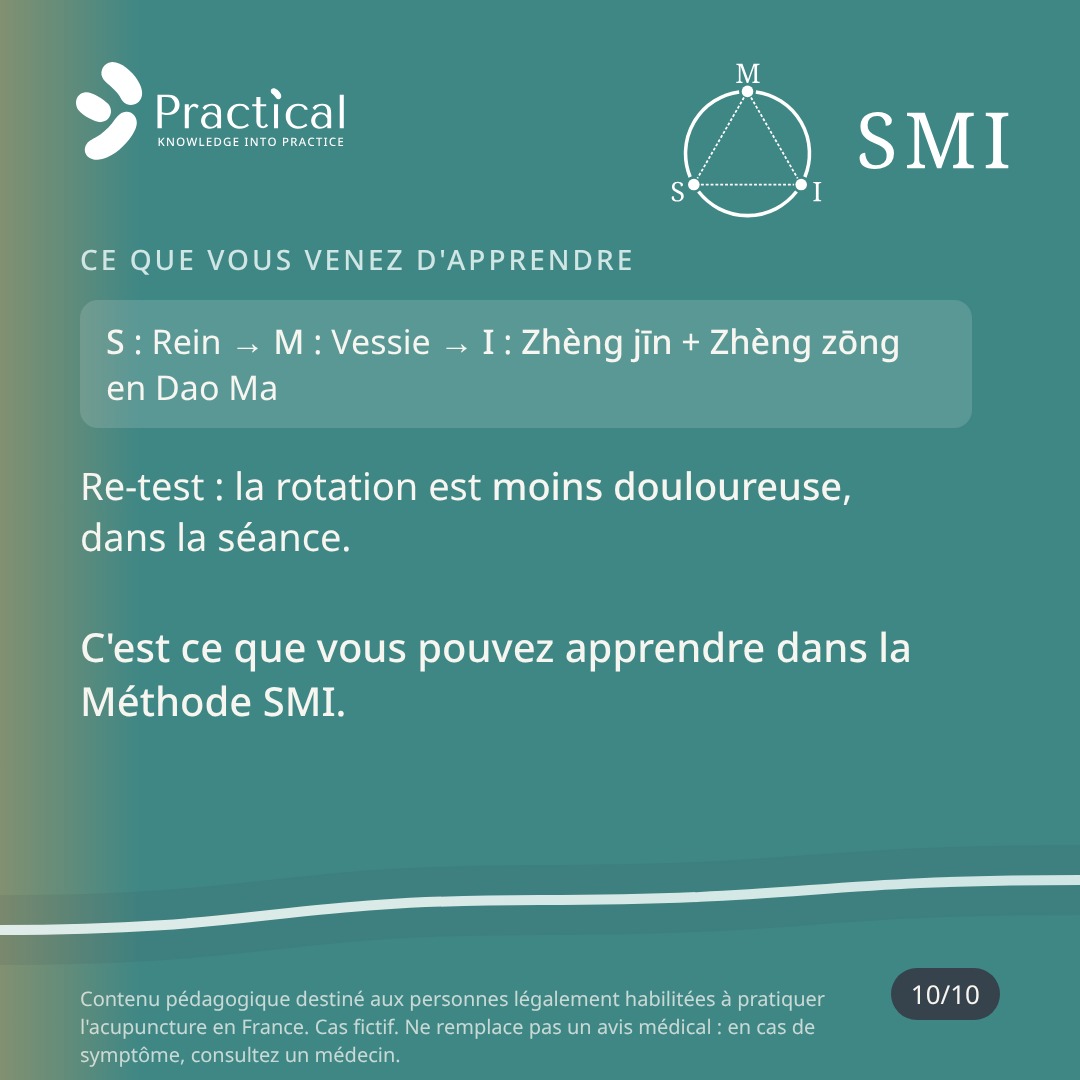 Practical
KNOWLEDGE INTO PRACTICE
M
S
I
SMI
CE QUE VOUS VENEZ D'APPRENDRE
S : Rein → M : Vessie → I : Zhèng jīn + Zhèng zōng
en Dao Ma
Re-test : la rotation est moins douloureuse,
dans la séance.
C'est ce que vous pouvez apprendre dans la
Méthode SMI.
Contenu pédagogique destiné aux personnes légalement habilitées à pratiquer
l'acupuncture en France. Cas fictif. Ne remplace pas un avis médical : en cas de
symptôme, consultez un médecin.
10/10